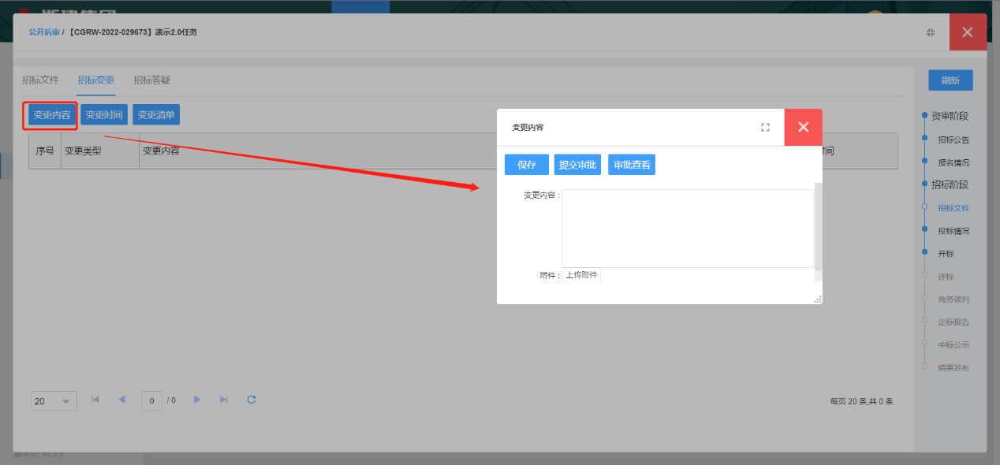 公开后审 / 【CGRW-2022-029673】演示2.0任务
招标文件 招标变更 招标答疑
刷新
变更内容 变更时间 变更清单
序号 变更类型 变更内容
变更内容
保存 提交审批 审批查看
变更内容 :
附件 : 上传附件
资审阶段
招标公告
报名情况
招标阶段
招标文件
投标情况
开标
评标
商务谈判
定标报告
中标公示
结果发布
20 0 / 0
每页 20 条,共 0 条
版本号: V6.3.5